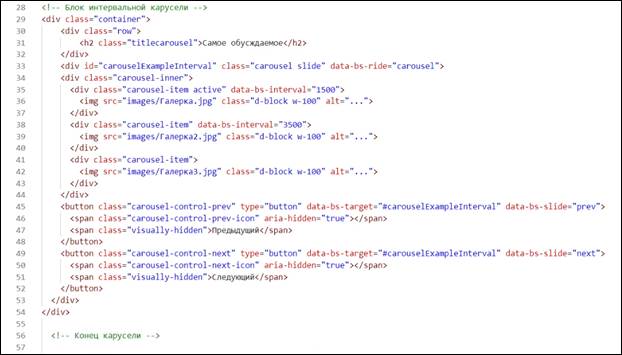 28 <!-- Блок интервальной карусели -->
29 <div class="container">
30 <div class="row">
31 <h2 class="titlecarousel">Самое обусждаемое</h2>
32 </div>
33 <div id="carouselExampleInterval" class="carousel slide" data-bs-ride="carousel">
34 <div class="carousel-inner">
35 <div class="carousel-item active" data-bs-interval="1500">
36 <img src="images/Галерка.jpg" class="d-block w-100" alt="...">
37 </div>
38 <div class="carousel-item" data-bs-interval="3500">
39 <img src="images/Галерка2.jpg" class="d-block w-100" alt="...">
40 </div>
41 <div class="carousel-item">
42 <img src="images/Галерка3.jpg" class="d-block w-100" alt="...">
43 </div>
44 </div>
45 <button class="carousel-control-prev" type="button" data-bs-target="#carouselExampleInterval" data-bs-slide="prev">
46 <span class="carousel-control-prev-icon" aria-hidden="true"></span>
47 <span class="visually-hidden">Предыдущий</span>
48 </button>
49 <button class="carousel-control-next" type="button" data-bs-target="#carouselExampleInterval" data-bs-slide="next">
50 <span class="carousel-control-next-icon" aria-hidden="true"></span>
51 <span class="visually-hidden">Следующий</span>
52 </button>
53 </div>
54 </div>
55
56 <!-- Конец карусели -->
57